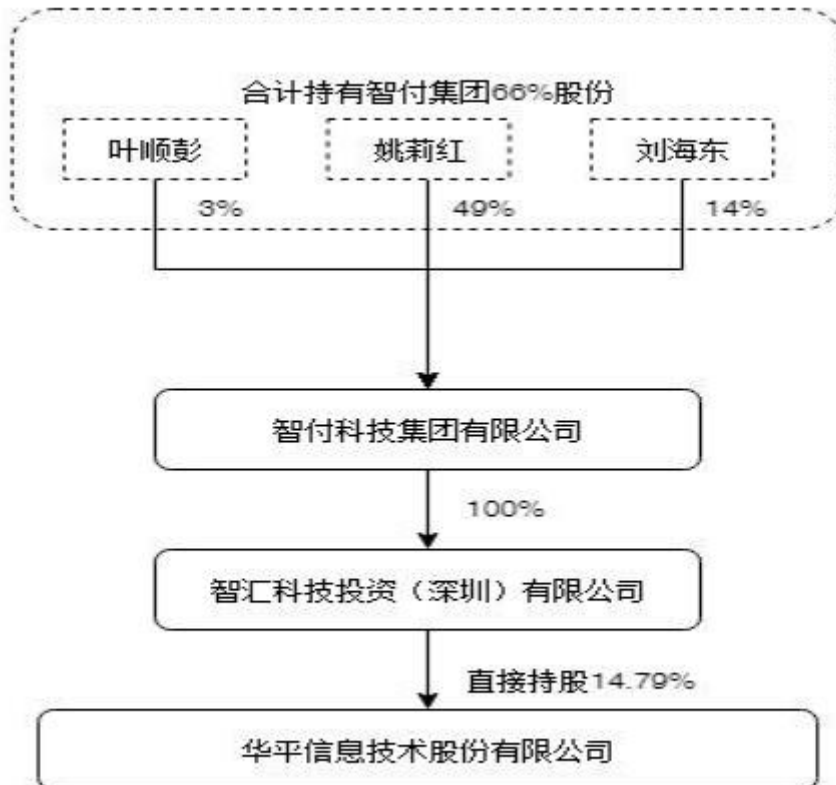 合计持有智付集团66%股份
叶顺彭
姚莉红
刘海东
3%
49%
14%
智付科技集团有限公司
100%
智汇科技投资（深圳）有限公司
直接持股14.79%
华平信息技术股份有限公司